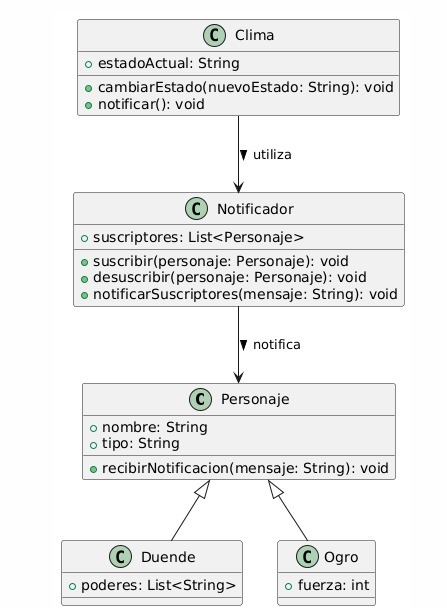 C Clima
estadoActual: String
cambiarEstado(nuevoEstado: String): void
notificar(): void
utiliza
C Notificador
suscriptores: List<Personaje>
suscribir(personaje: Personaje): void
desuscribir(personaje: Personaje): void
notificarSuscriptores(mensaje: String): void
notifica
C Personaje
nombre: String
tipo: String
recibirNotificacion(mensaje: String): void
C Duende
poderes: List<String>
C Ogro
fuerza: int